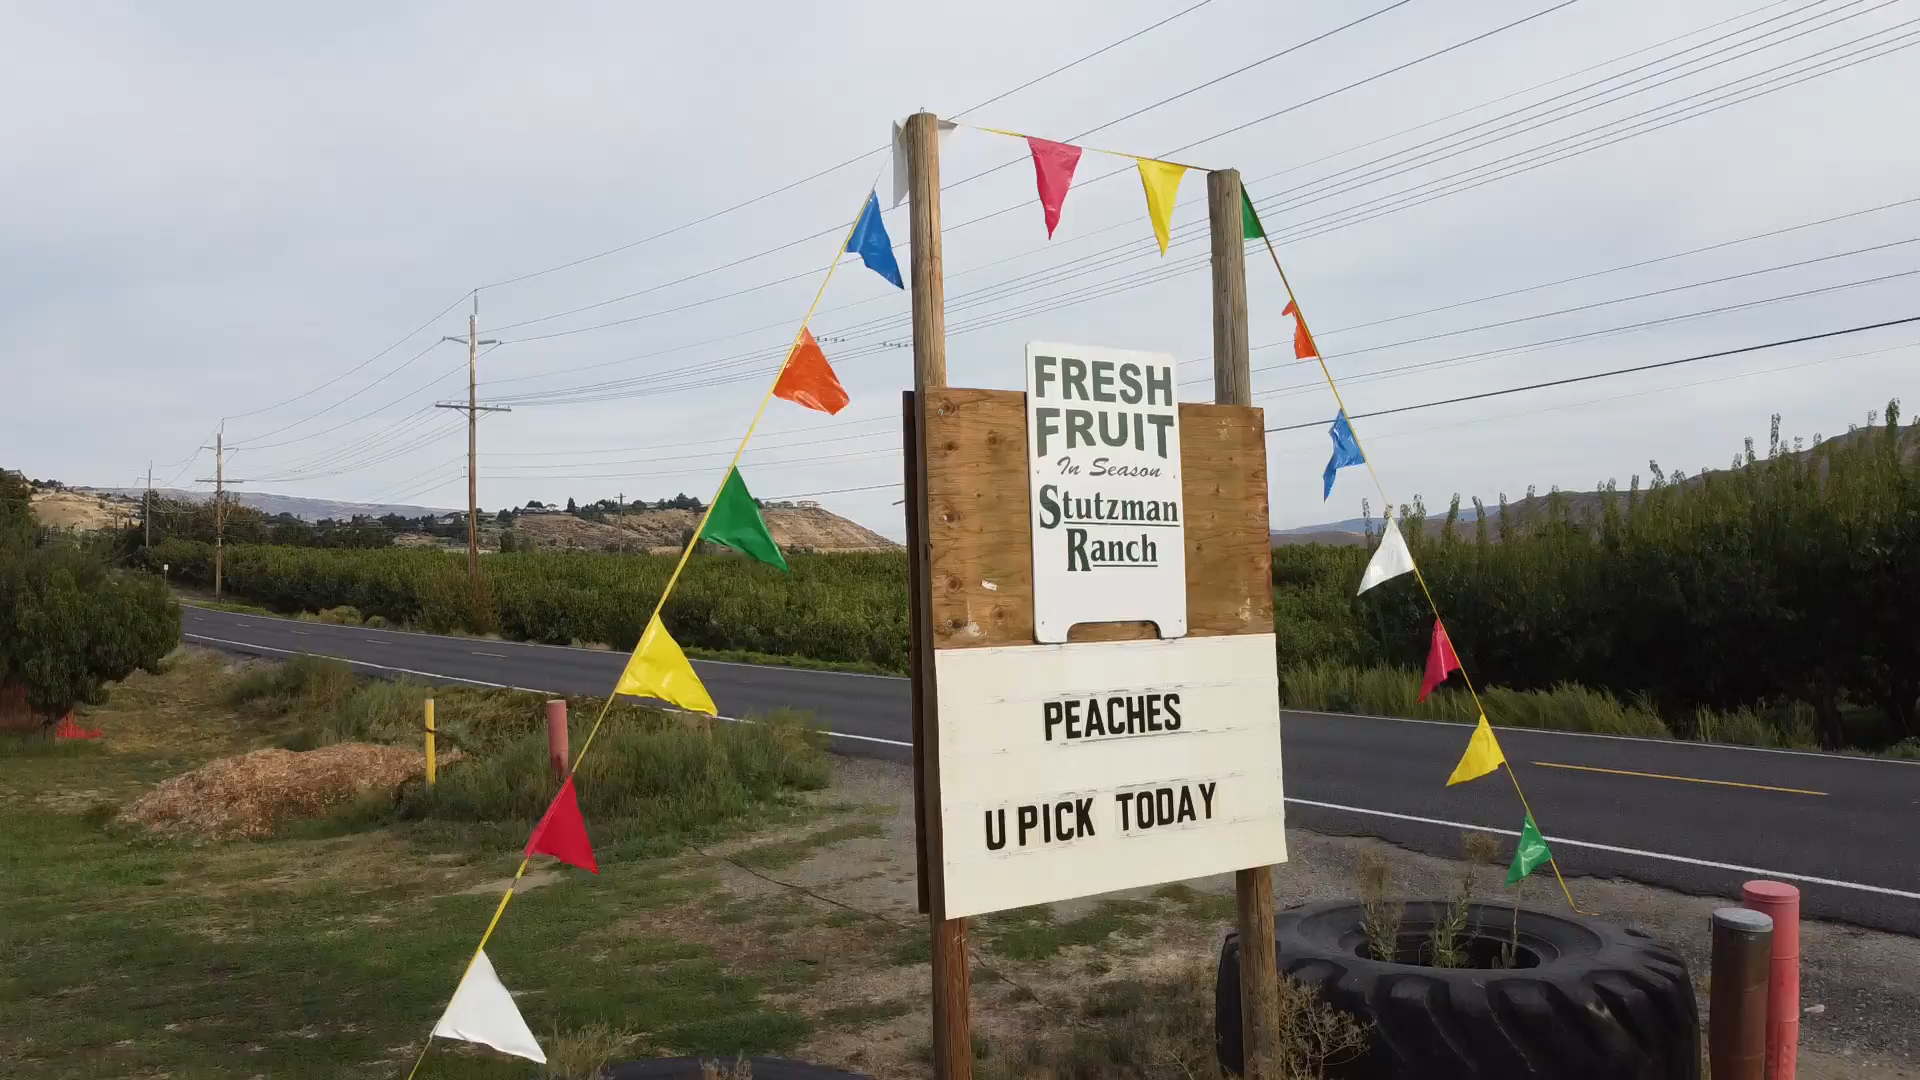 FRESH
FRUIT
In Season
Stutzman
Ranch
PEACHES
U PICK TODAY